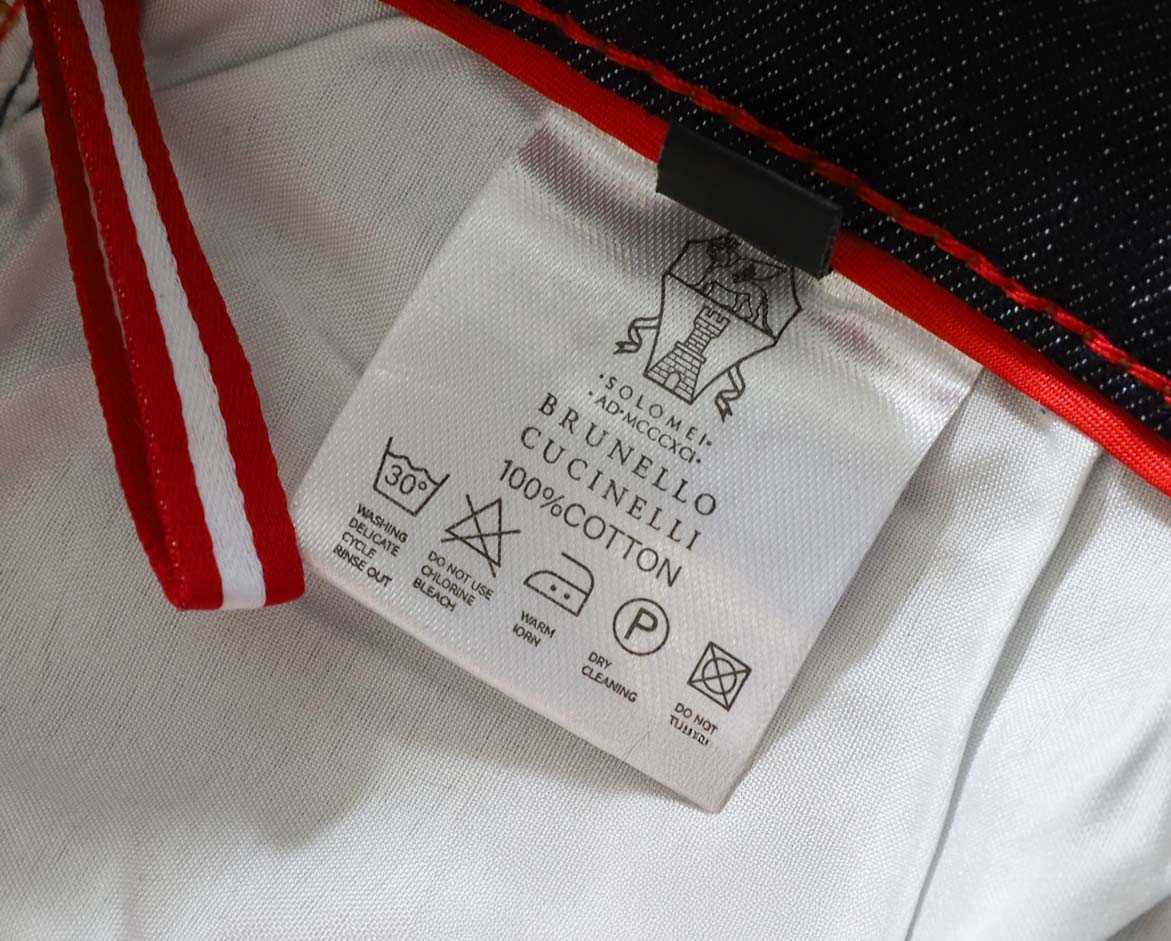 ·SOLOMEI·
·AD·MCCCXCI·
BRUNELLO
CUCINELLI
100%COTTON
30°
WASHING
DELICATE
CYCLE
RINSE OUT
DO NOT USE
CHLORINE
BLEACH
WARM
IORN
P
DRY
CLEANING
DO NOT